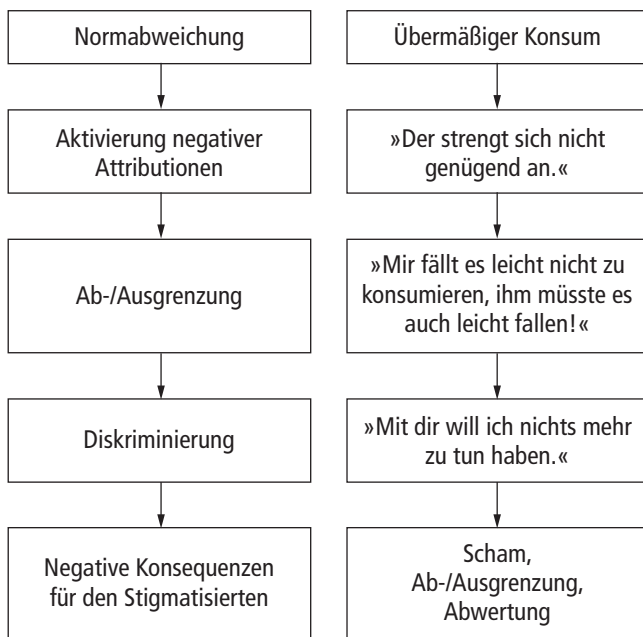 Normabweichung
Aktivierung negativer
Attributionen
Ab-/Ausgrenzung
Diskriminierung
Negative Konsequenzen
für den Stigmatisierten
Übermäßiger Konsum
»Der strengt sich nicht
genügend an.«
»Mir fällt es leicht nicht zu
konsumieren, ihm müsste es
auch leicht fallen!«
»Mit dir will ich nichts mehr
zu tun haben.«
Scham,
Ab-/Ausgrenzung,
Abwertung